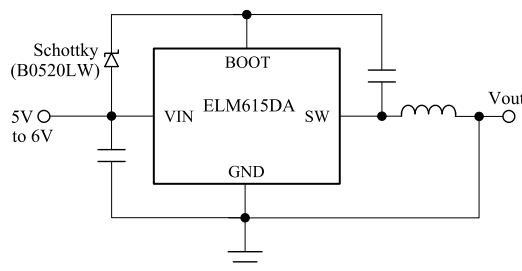 Schottky
(B0520LW)
BOOT
ELM615DA
VIN
SW
GND
5V
to 6V
Vout